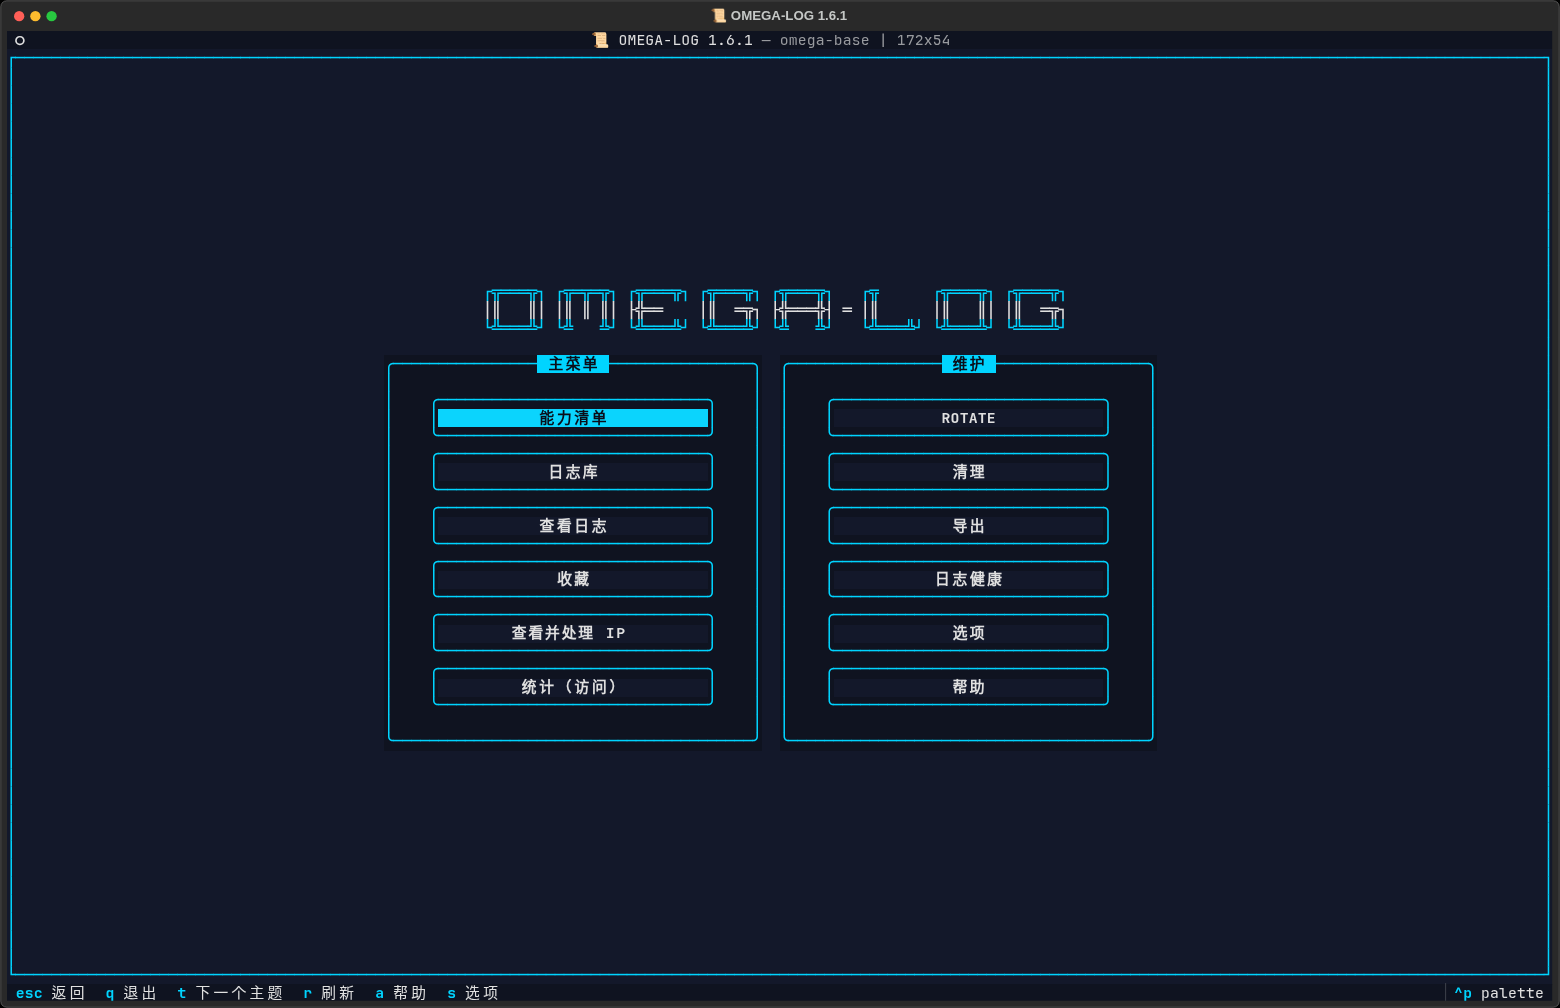 📜 OMEGA-LOG 1.6.1
📜 OMEGA-LOG 1.6.1 — omega-base | 172x54
OMEGA-LOG
主菜单
能力清单
日志库
查看日志
收藏
查看并处理 IP
统计（访问）
维护
ROTATE
清理
导出
日志健康
选项
帮助
esc 返回 q 退出 t 下一个主题 r 刷新 a 帮助 s 选项 ^p palette